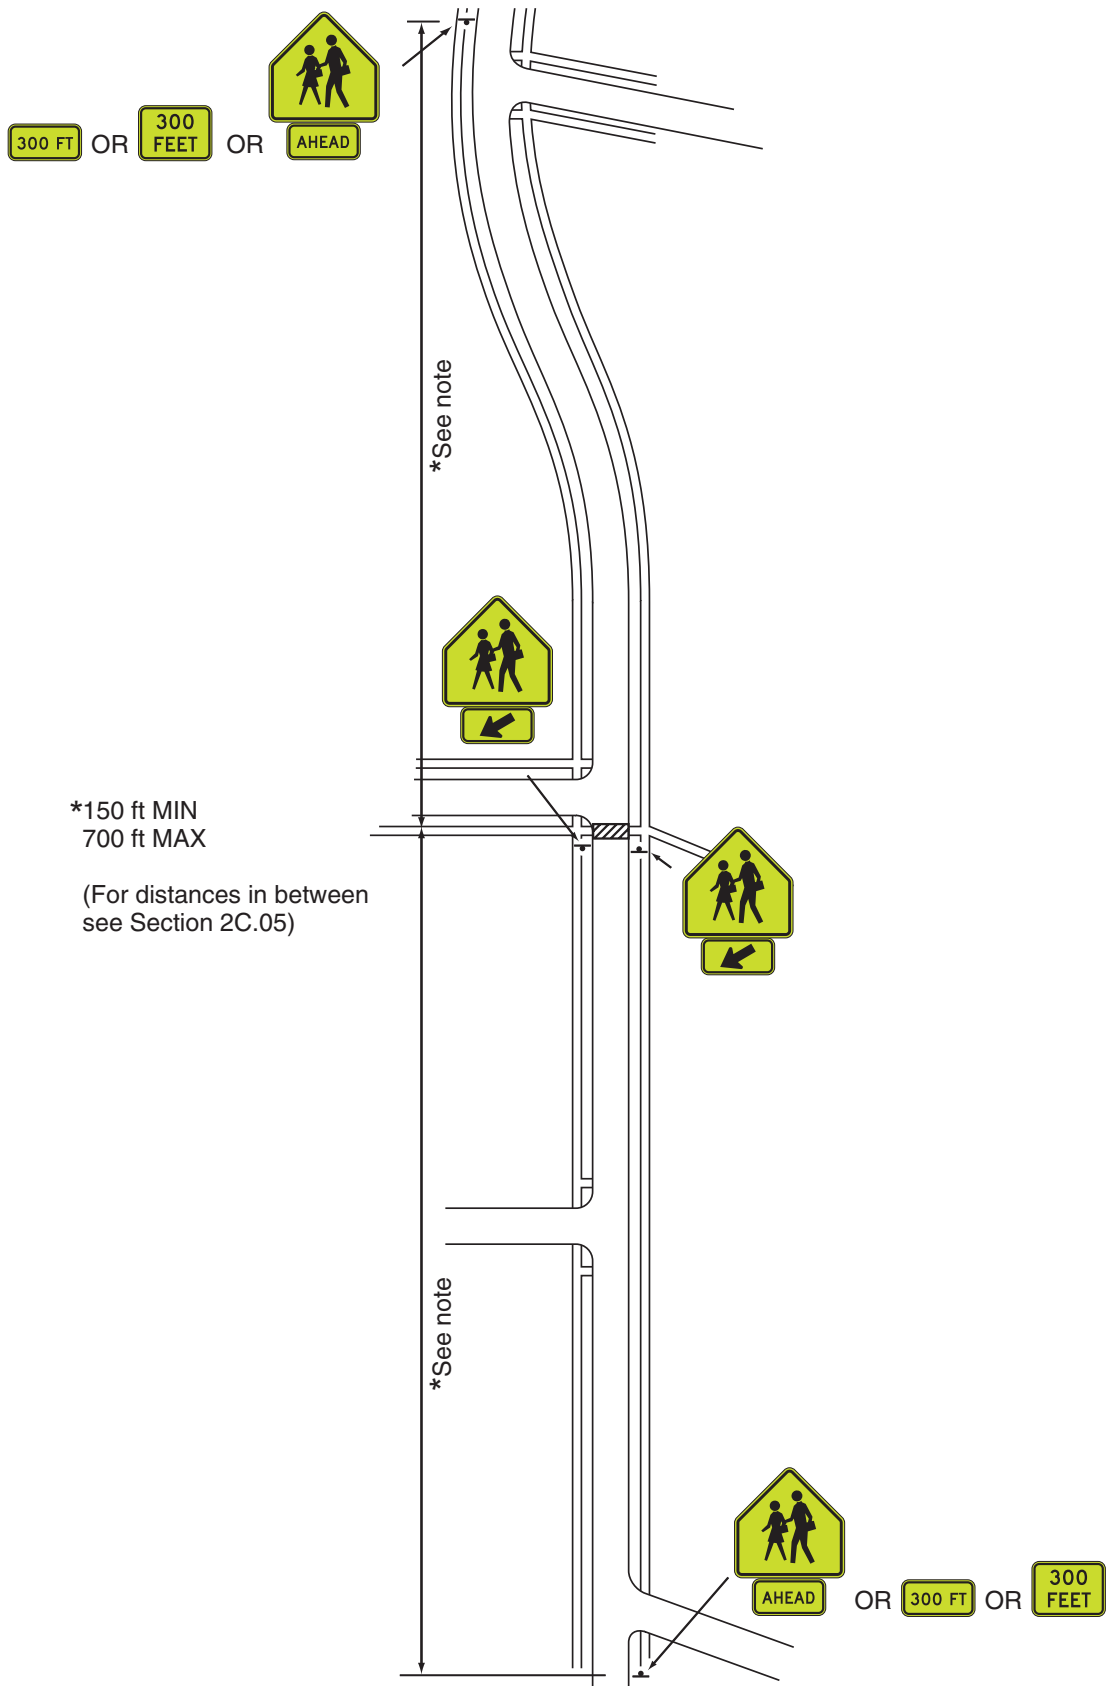 300 FT OR 300 FEET OR AHEAD
*See note
*150 ft MIN
700 ft MAX
(For distances in between
see Section 2C.05)
*See note
AHEAD OR 300 FT OR 300 FEET